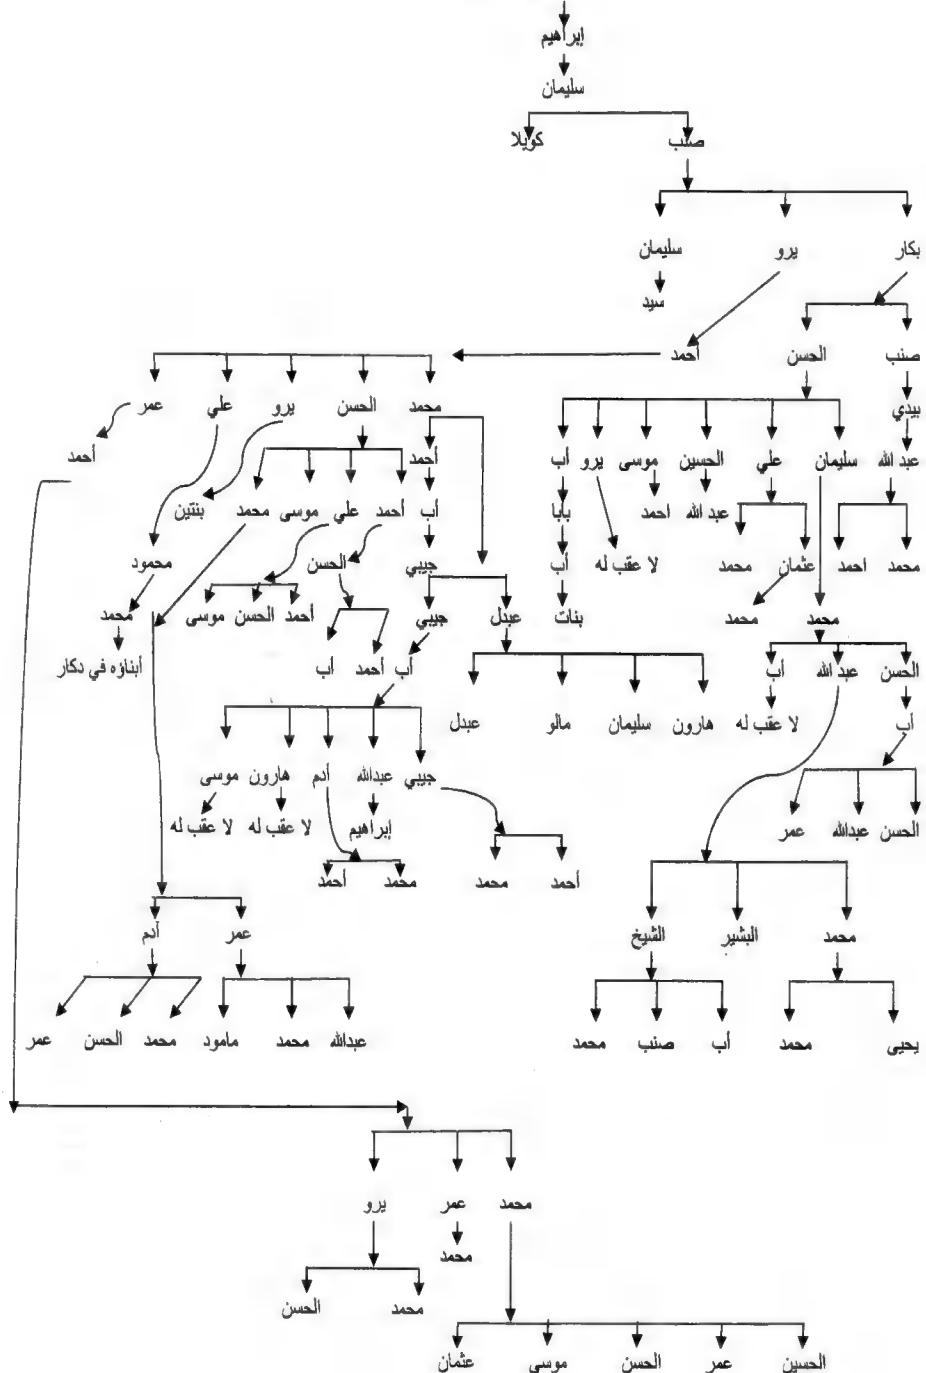 إبراهيم
سليمان
صنب كويلا
بكار يرو سليمان
سيد
صنب الحسن أحمد
محمد الحسن يرو علي عمر
بيدي
أحمد
عبد الله سليمان علي الحسين موسى يرو أب
أحمد
بنتين
أحمد علي موسى محمد
أب
عبد الله احمد بابا
محمد احمد عثمان محمد لا عقب له أب
جيبي الحسن محمود
محمد محمد بنات عبدل جيبي
أحمد الحسن موسى محمد
الحسن عبد الله أب
أب أحمد أب
أبناؤه في دكار
أب لا عقب له هارون سليمان مالو عبدل
جيبي عبدالله أدم هارون موسى
الحسن عبدالله عمر
إبراهيم لا عقب له لا عقب له
أحمد محمد محمد أحمد
محمد البشير الشيخ عمر أدم
يحيى محمد أب صنب محمد
عبدالله محمد مامود محمد الحسن عمر
محمد عمر يرو
محمد
محمد الحسن
الحسين عمر الحسن موسى عثمان